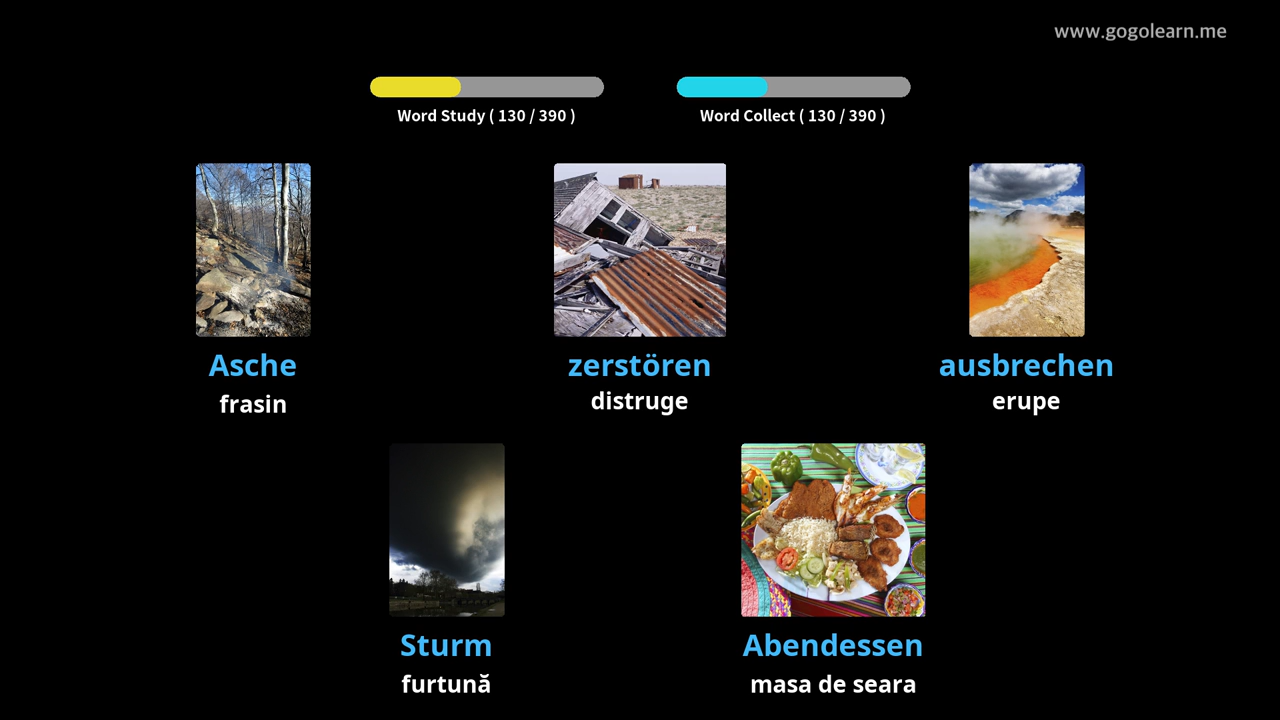 www.gogolearn.me
Word Study ( 130 / 390 )
Word Collect ( 130 / 390 )
Asche
zerstören
ausbrechen
frasin
distruge
erupe
Sturm
Abendessen
furtună
masa de seara